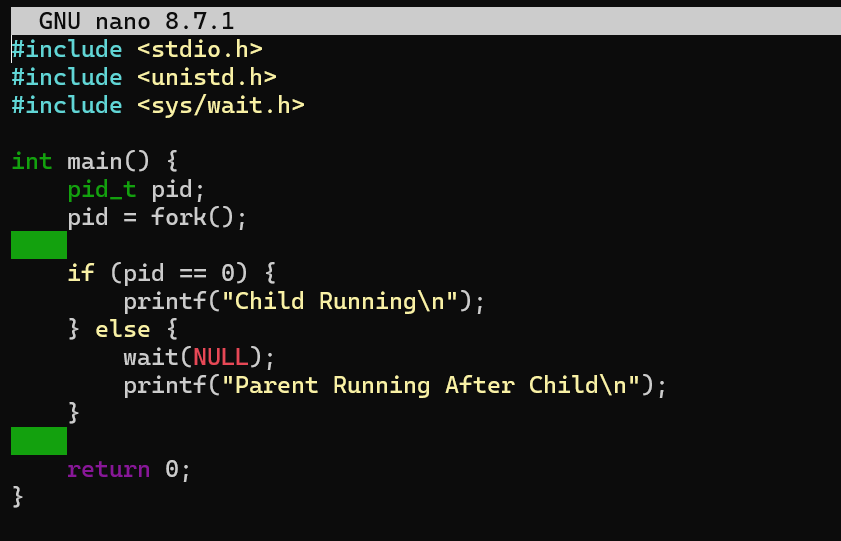 GNU nano 8.7.1
#include <stdio.h>
#include <unistd.h>
#include <sys/wait.h>

int main() {
    pid_t pid;
    pid = fork();

    if (pid == 0) {
        printf("Child Running\n");
    } else {
        wait(NULL);
        printf("Parent Running After Child\n");
    }

    return 0;
}